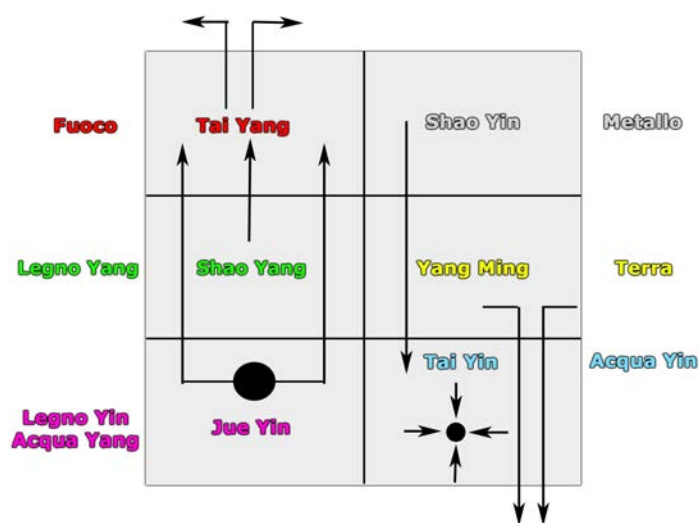 Fuoco
Tai Yang
Shao Yin
Metallo
Legno Yang
Shao Yang
Yang Ming
Terra
Tai Yin
Acqua Yin
Legno Yin
Acqua Yang
Jue Yin